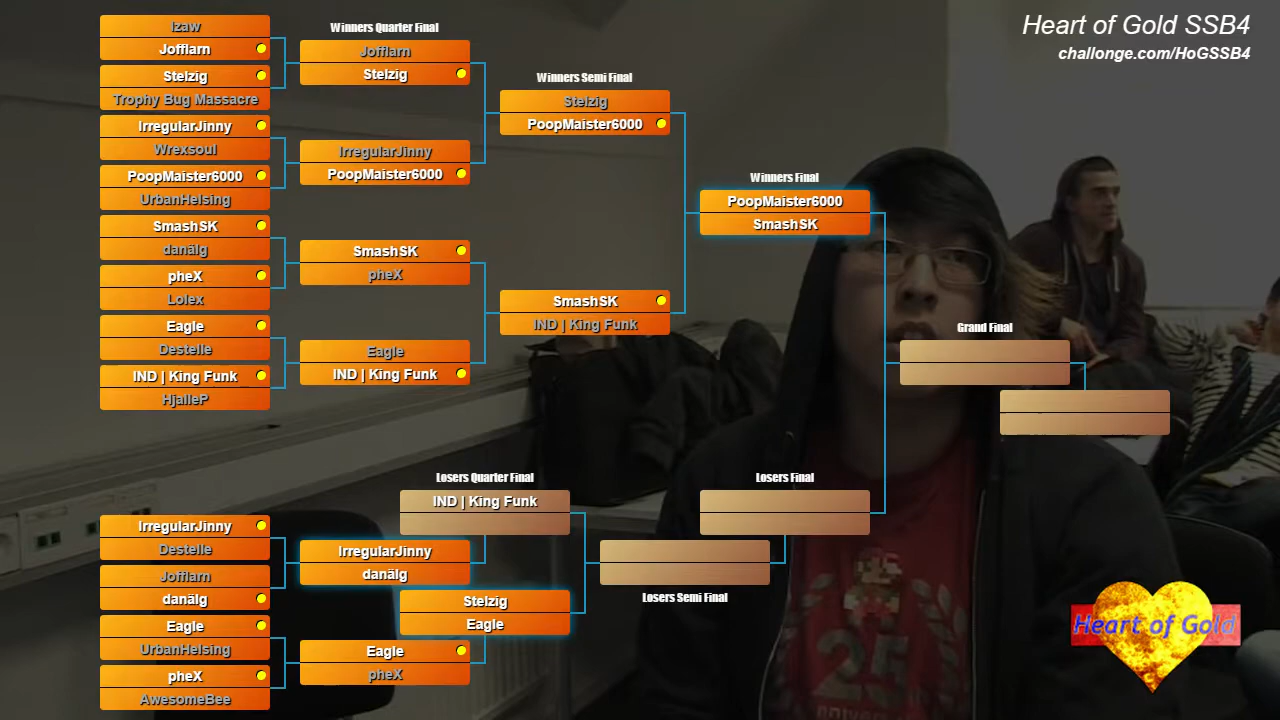 Heart of Gold SSB4
challonge.com/HoGSSB4
Izaw
Jofflarn
Stelzig
Trophy Bug Massacre
IrregularJinny
Wrexsoul
PoopMaister6000
UrbanHelsing
SmashSK
danälg
pheX
Lolex
Eagle
Destelle
IND | King Funk
HjalleP
Winners Quarter Final
Jofflarn
Stelzig
IrregularJinny
PoopMaister6000
SmashSK
pheX
Eagle
IND | King Funk
Winners Semi Final
Stelzig
PoopMaister6000
SmashSK
IND | King Funk
Winners Final
PoopMaister6000
SmashSK
Grand Final
IrregularJinny
Destelle
Jofflarn
danälg
Eagle
UrbanHelsing
pheX
AwesomeBee
IrregularJinny
danälg
Eagle
pheX
Losers Quarter Final
IND | King Funk
Stelzig
Eagle
Losers Semi Final
Losers Final
25
Heart of Gold